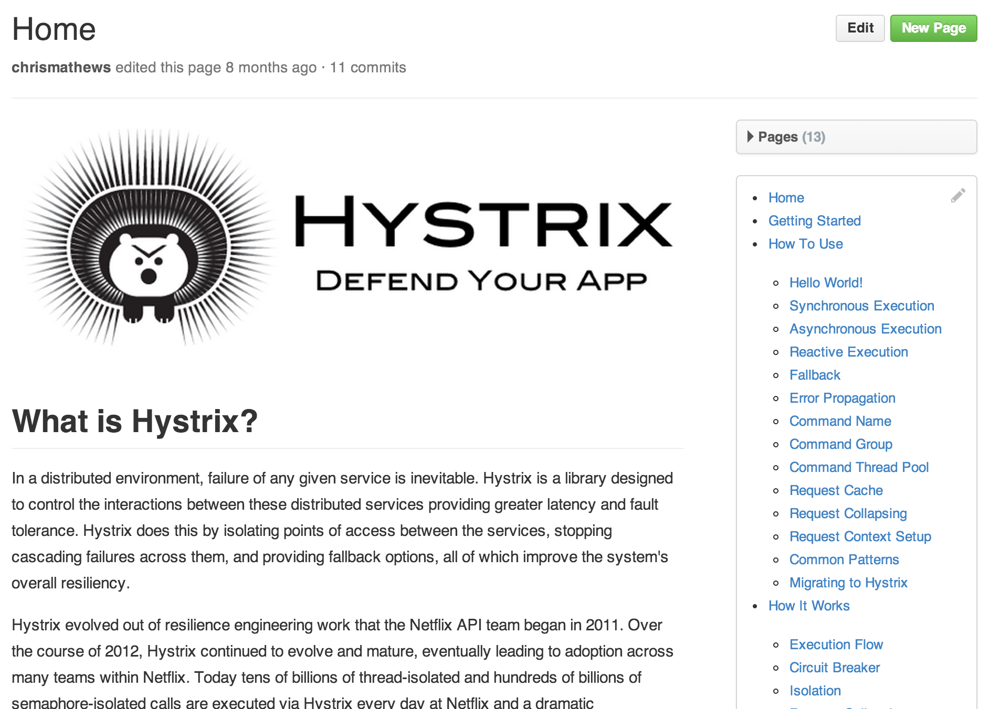 Home
Edit
New Page
chrismathews edited this page 8 months ago · 11 commits
HYSTRIX
DEFEND YOUR APP
What is Hystrix?
In a distributed environment, failure of any given service is inevitable. Hystrix is a library designed
to control the interactions between these distributed services providing greater latency and fault
tolerance. Hystrix does this by isolating points of access between the services, stopping
cascading failures across them, and providing fallback options, all of which improve the system's
overall resiliency.
Hystrix evolved out of resilience engineering work that the Netflix API team began in 2011. Over
the course of 2012, Hystrix continued to evolve and mature, eventually leading to adoption across
many teams within Netflix. Today tens of billions of thread-isolated and hundreds of billions of
semaphore-isolated calls are executed via Hystrix every day at Netflix and a dramatic
Pages (13)
Home
Getting Started
How To Use
Hello World!
Synchronous Execution
Asynchronous Execution
Reactive Execution
Fallback
Error Propagation
Command Name
Command Group
Command Thread Pool
Request Cache
Request Collapsing
Request Context Setup
Common Patterns
Migrating to Hystrix
How It Works
Execution Flow
Circuit Breaker
Isolation